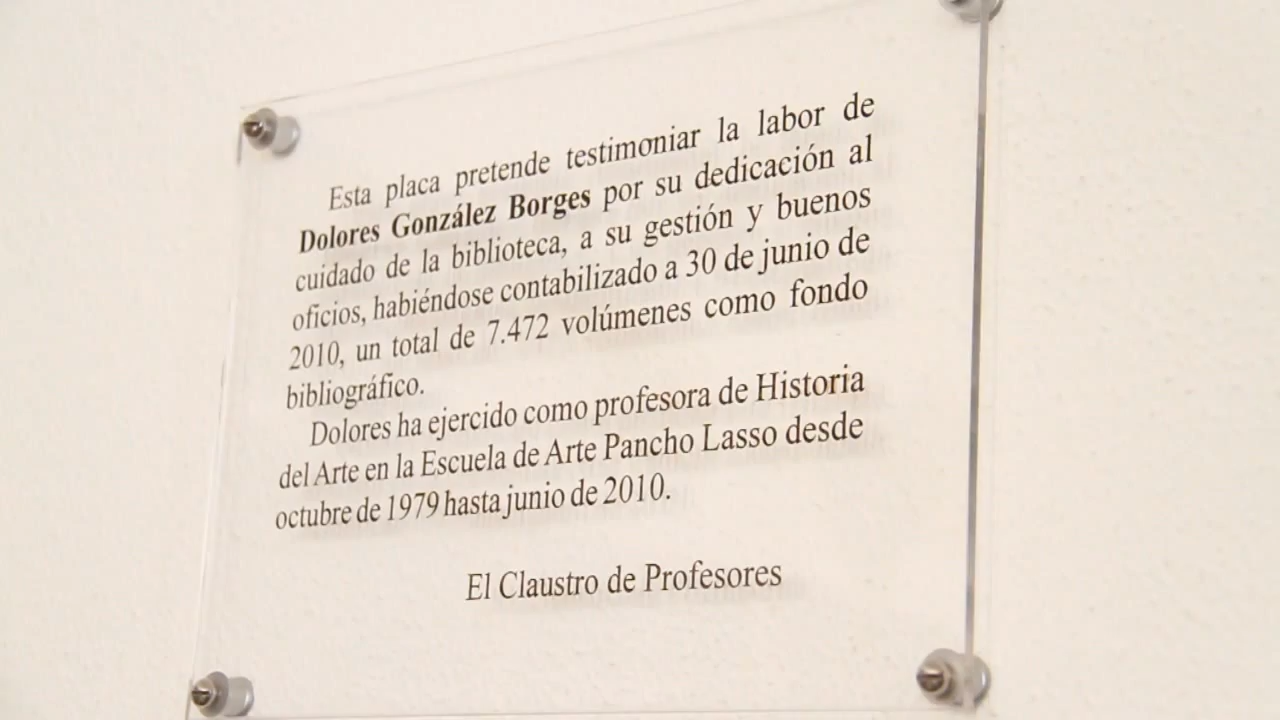 Esta placa pretende testimoniar la labor de
Dolores González Borges por su dedicación al
cuidado de la biblioteca, a su gestión y buenos
oficios, habiéndose contabilizado a 30 de junio de
2010, un total de 7.472 volúmenes como fondo
bibliográfico.
Dolores ha ejercido como profesora de Historia
del Arte en la Escuela de Arte Pancho Lasso desde
octubre de 1979 hasta junio de 2010.
El Claustro de Profesores